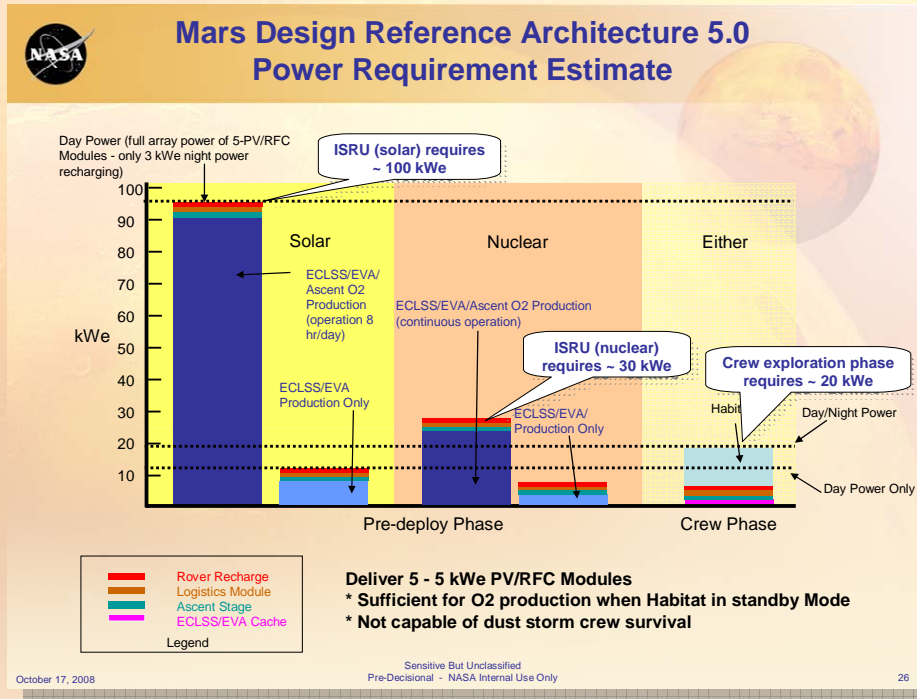 NASA
Mars Design Reference Architecture 5.0
Power Requirement Estimate
Day Power (full array power of 5-PV/RFC
Modules - only 3 kWe night power
recharging)
ISRU (solar) requires
~ 100 kWe
100
90
80
70
60
50
40
30
20
10
kWe
Solar
Nuclear
Either
ECLSS/EVA/
Ascent O2
Production
(operation 8
hr/day)
ECLSS/EVA/Ascent O2 Production
(continuous operation)
ISRU (nuclear)
requires ~ 30 kWe
Crew exploration phase
requires ~ 20 kWe
ECLSS/EVA
Production Only
ECLSS/EVA/
Production Only
Habit
Day/Night Power
Day Power Only
Pre-deploy Phase
Crew Phase
Rover Recharge
Logistics Module
Ascent Stage
ECLSS/EVA Cache
Legend
Deliver 5 - 5 kWe PV/RFC Modules
* Sufficient for O2 production when Habitat in standby Mode
* Not capable of dust storm crew survival
October 17, 2008
Sensitive But Unclassified
Pre-Decisional - NASA Internal Use Only
26